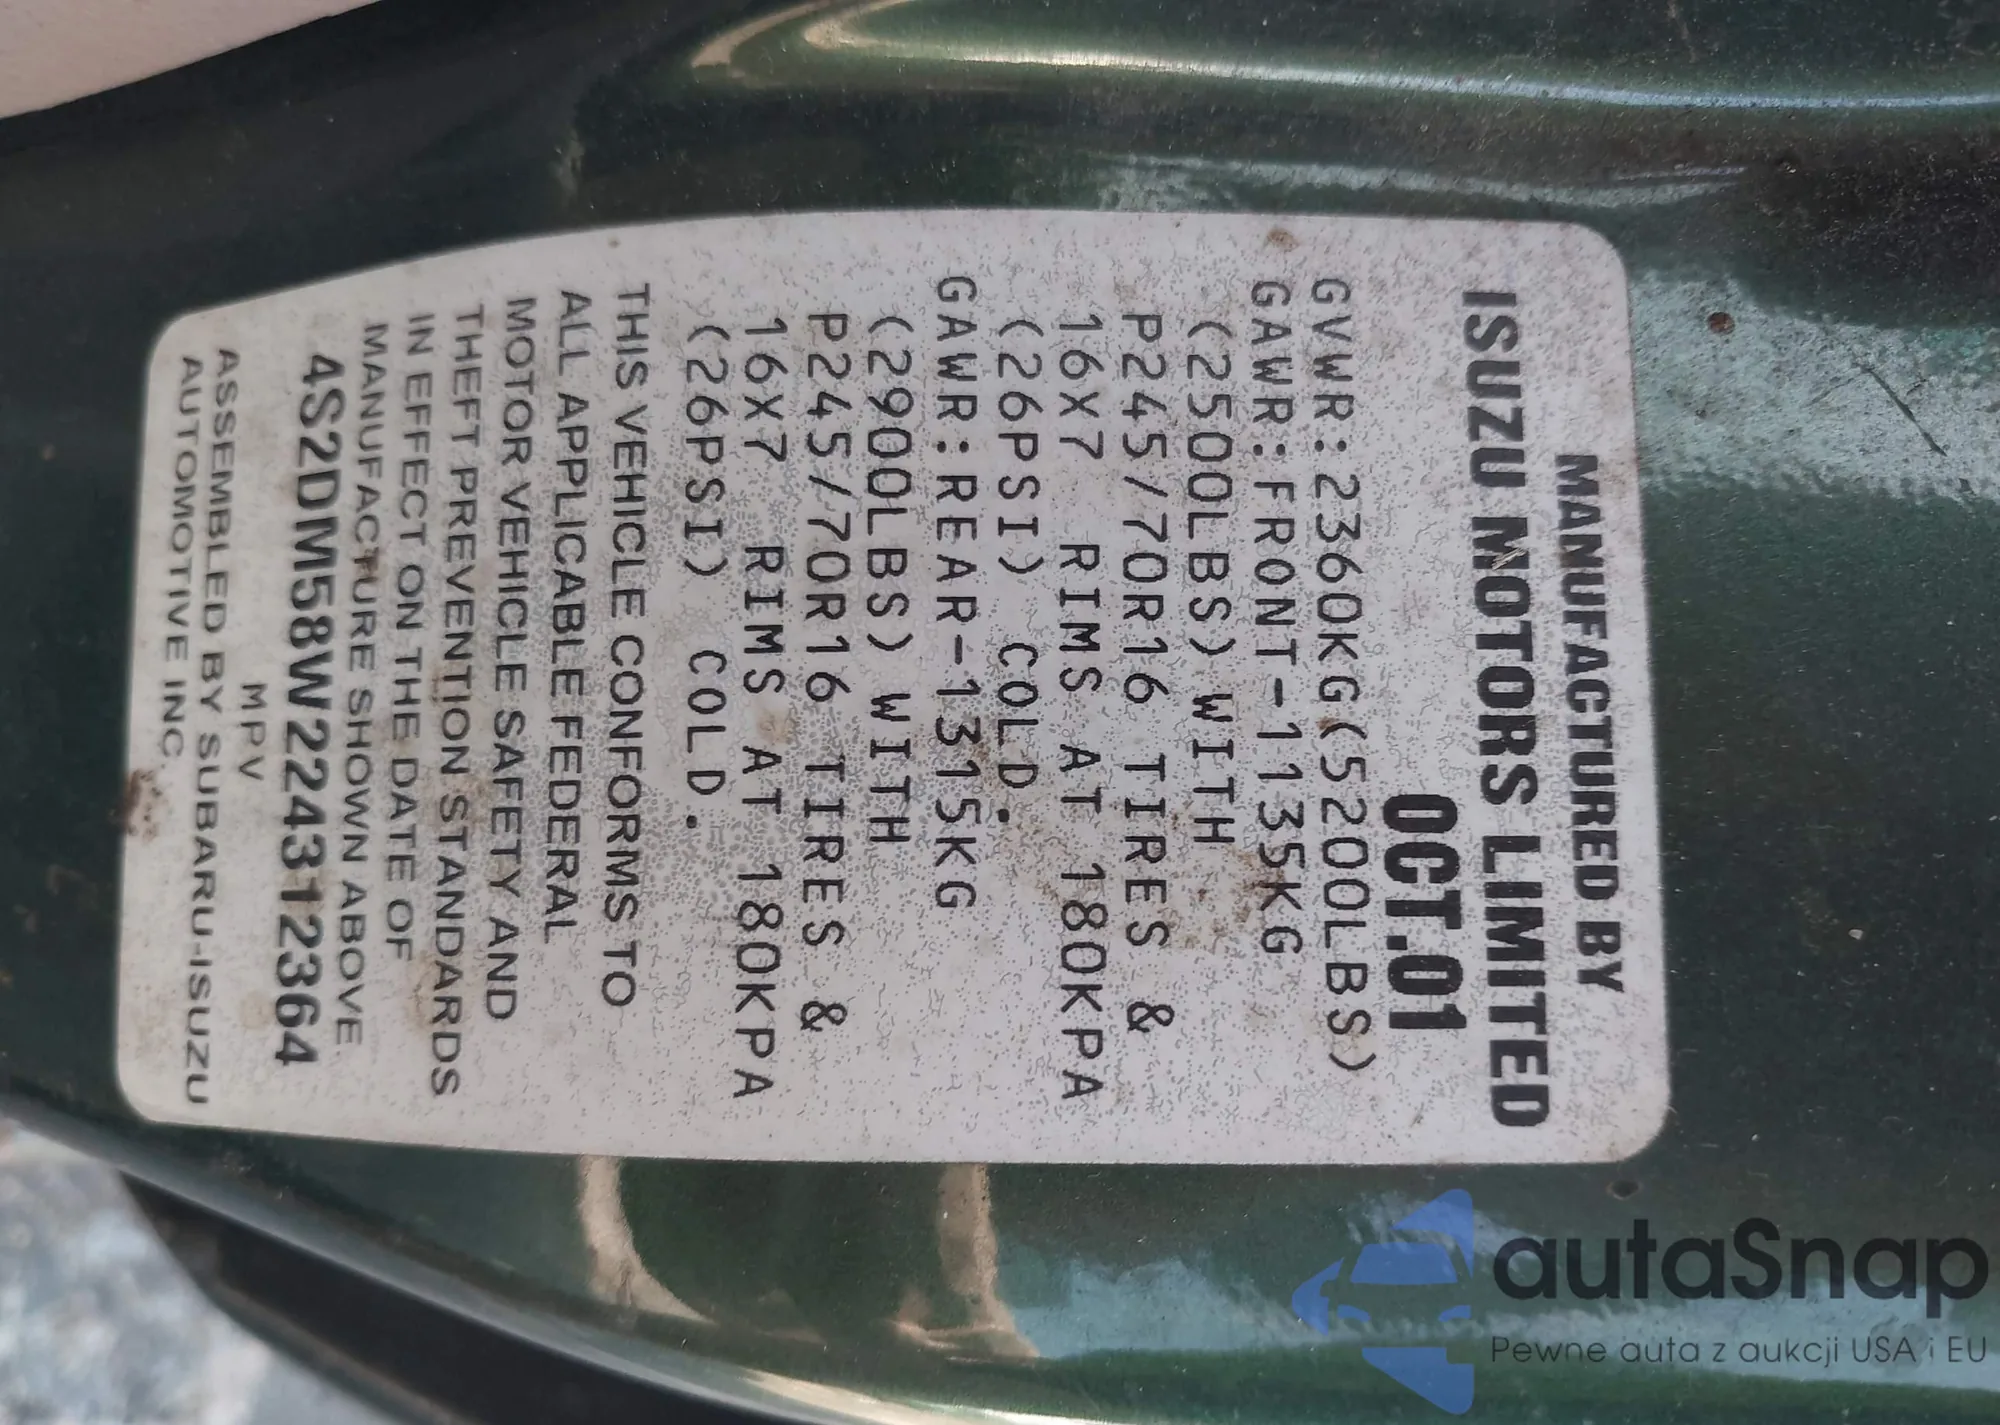 MANUFACTURED BY
ISUZU MOTORS LIMITED
OCT.01
GVWR:2360KG(5200LBS)
GAWR:FRONT-1135KG
(2500LBS) WITH
P245/70R16 TIRES &
16X7 RIMS AT 180KPA
(26PSI) COLD.
GAWR:REAR-1315KG
(2900LBS) WITH
P245/70R16 TIRES &
16X7 RIMS AT 180KPA
(26PSI) COLD.
THIS VEHICLE CONFORMS TO
ALL APPLICABLE FEDERAL
MOTOR VEHICLE SAFETY AND
THEFT PREVENTION STANDARDS
IN EFFECT ON THE DATE OF
MANUFACTURE SHOWN ABOVE.
4S2DM58W224312364
MPV
ASSEMBLED BY SUBARU-ISUZU
AUTOMOTIVE INC.
autaSnap
Pewne auta z aukcji USA i EU